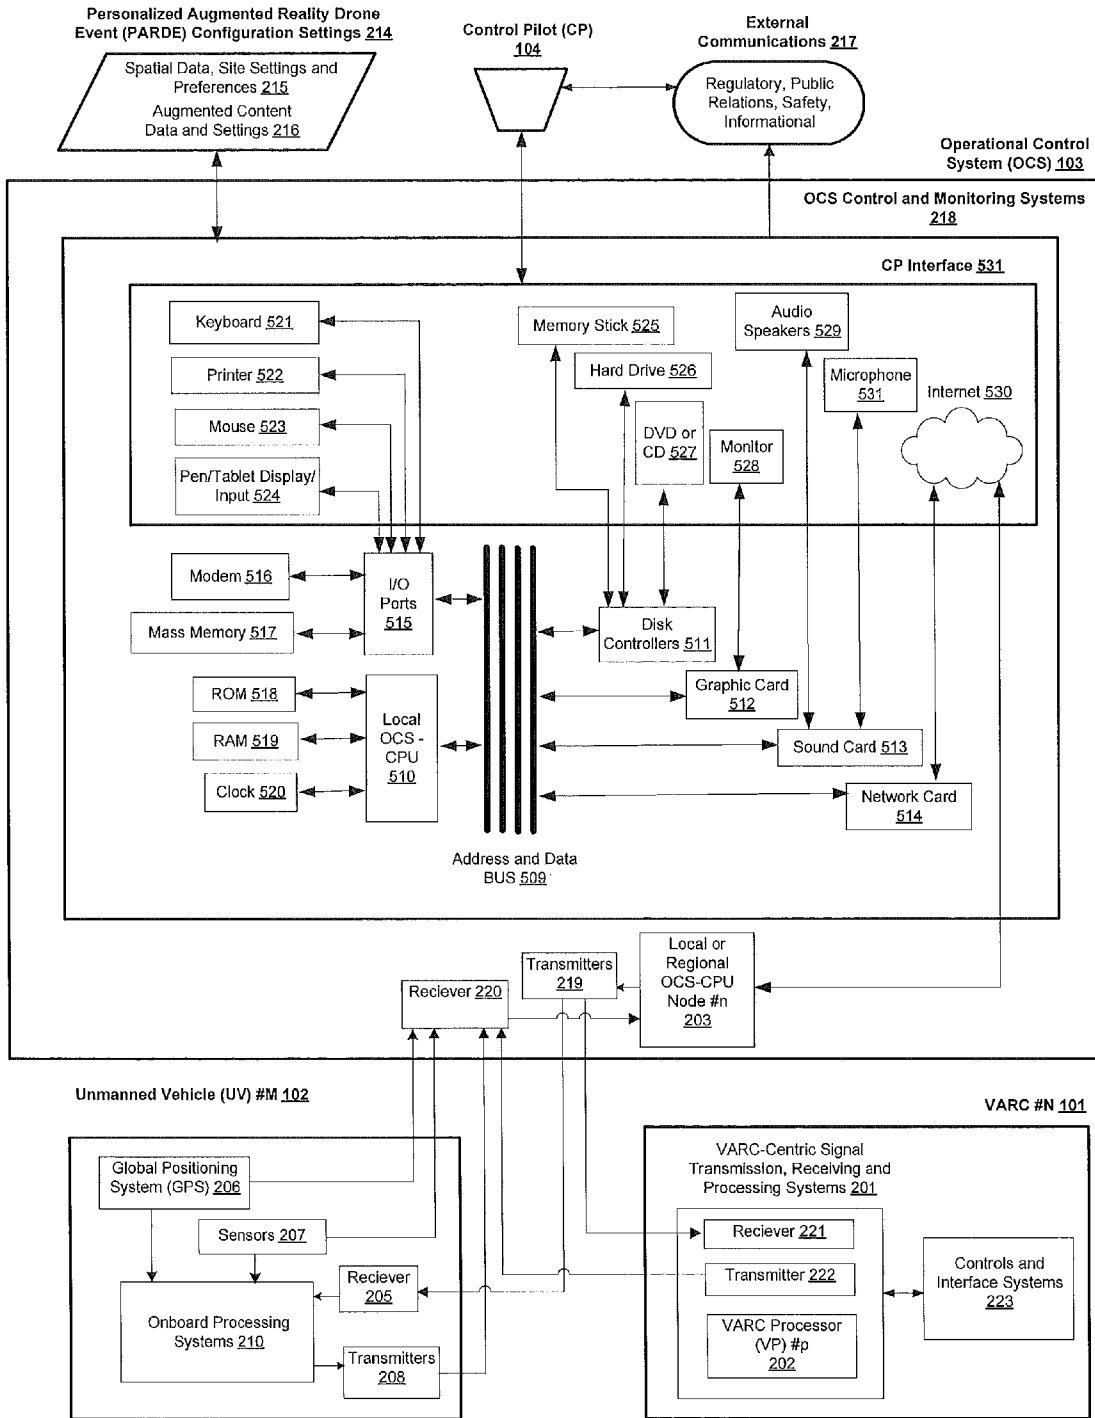 Personalized Augmented Reality Drone
Event (PARDE) Configuration Settings 214
Spatial Data, Site Settings and
Preferences 215
Augmented Content
Data and Settings 216
Control Pilot (CP)
104
External
Communications 217
Regulatory, Public
Relations, Safety,
Informational
Operational Control
System (OCS) 103
OCS Control and Monitoring Systems
218
CP Interface 531
Keyboard 521
Printer 522
Mouse 523
Pen/Tablet Display/
Input 524
Memory Stick 525
Hard Drive 526
DVD or
CD 527
Monitor
528
Audio
Speakers 529
Microphone
531
Internet 530
Modem 516
Mass Memory 517
I/O
Ports
515
ROM 518
RAM 519
Clock 520
Local
OCS -
CPU
510
Disk
Controllers 511
Graphic Card
512
Sound Card 513
Network Card
514
Address and Data
BUS 509
Reciever 220
Transmitters
219
Local or
Regional
OCS-CPU
Node #n
203
Unmanned Vehicle (UV) #M 102
Global Positioning
System (GPS) 206
Sensors 207
Reciever
205
Onboard Processing
Systems 210
Transmitters
208
VARC #N 101
VARC-Centric Signal
Transmission, Receiving and
Processing Systems 201
Reciever 221
Transmitter 222
VARC Processor
(VP) #p
202
Controls and
Interface Systems
223